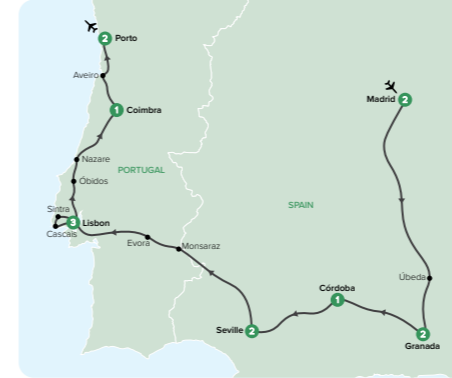 2 Porto
Aveiro
1 Coimbra
Madrid 2
Nazare
PORTUGAL
Óbidos
SPAIN
Sintra
3 Lisbon
Cascais
Evora
Monsaraz
Úbeda
Córdoba
1
Seville 2
2
Granada